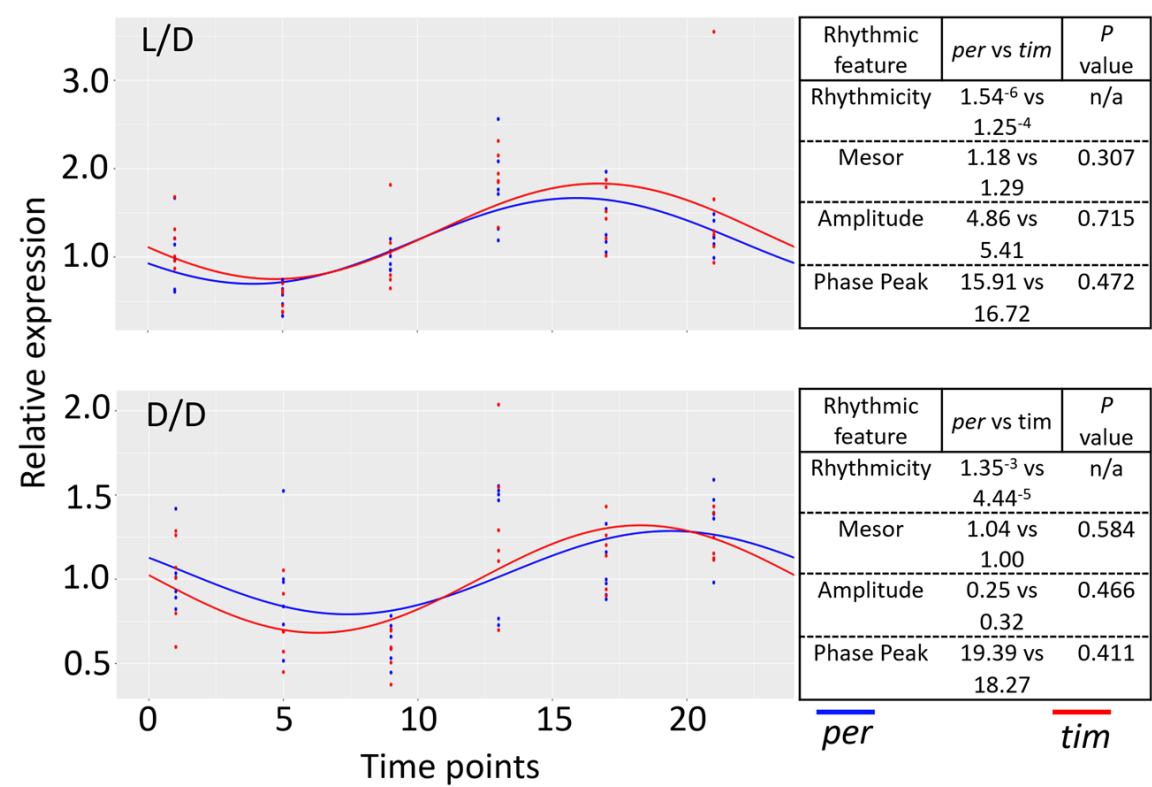 Relative expression
L/D
3.0
2.0
1.0
Rhythmic feature
per vs tim
P value
Rhythmicity
1.54-6 vs
1.25-4
n/a
Mesor
1.18 vs
1.29
0.307
Amplitude
4.86 vs
5.41
0.715
Phase Peak
15.91 vs
16.72
0.472
D/D
2.0
1.5
1.0
0.5
Rhythmic feature
per vs tim
P value
Rhythmicity
1.35-3 vs
4.44-5
n/a
Mesor
1.04 vs
1.00
0.584
Amplitude
0.25 vs
0.32
0.466
Phase Peak
19.39 vs
18.27
0.411
0 5 10 15 20
Time points
per
tim